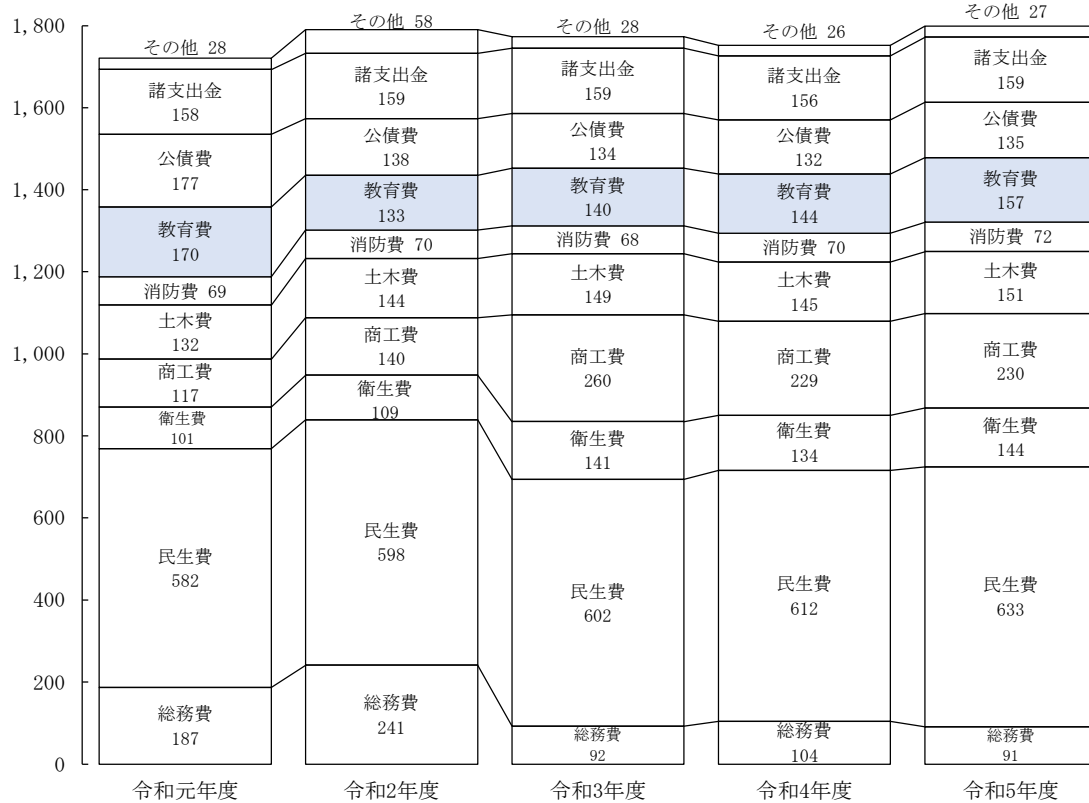 1,800
1,600
1,400
1,200
1,000
800
600
400
200
0
その他 28
諸支出金
158
公債費
177
教育費
170
消防費 69
土木費
132
商工費
117
衛生費
101
民生費
582
総務費
187
令和元年度
その他 58
諸支出金
159
公債費
138
教育費
133
消防費 70
土木費
144
商工費
140
衛生費
109
民生費
598
総務費
241
令和2年度
その他 28
諸支出金
159
公債費
134
教育費
140
消防費 68
土木費
149
商工費
260
衛生費
141
民生費
602
総務費
92
令和3年度
その他 26
諸支出金
156
公債費
132
教育費
144
消防費 70
土木費
145
商工費
229
衛生費
134
民生費
612
総務費
104
令和4年度
その他 27
諸支出金
159
公債費
135
教育費
157
消防費 72
土木費
151
商工費
230
衛生費
144
民生費
633
総務費
91
令和5年度